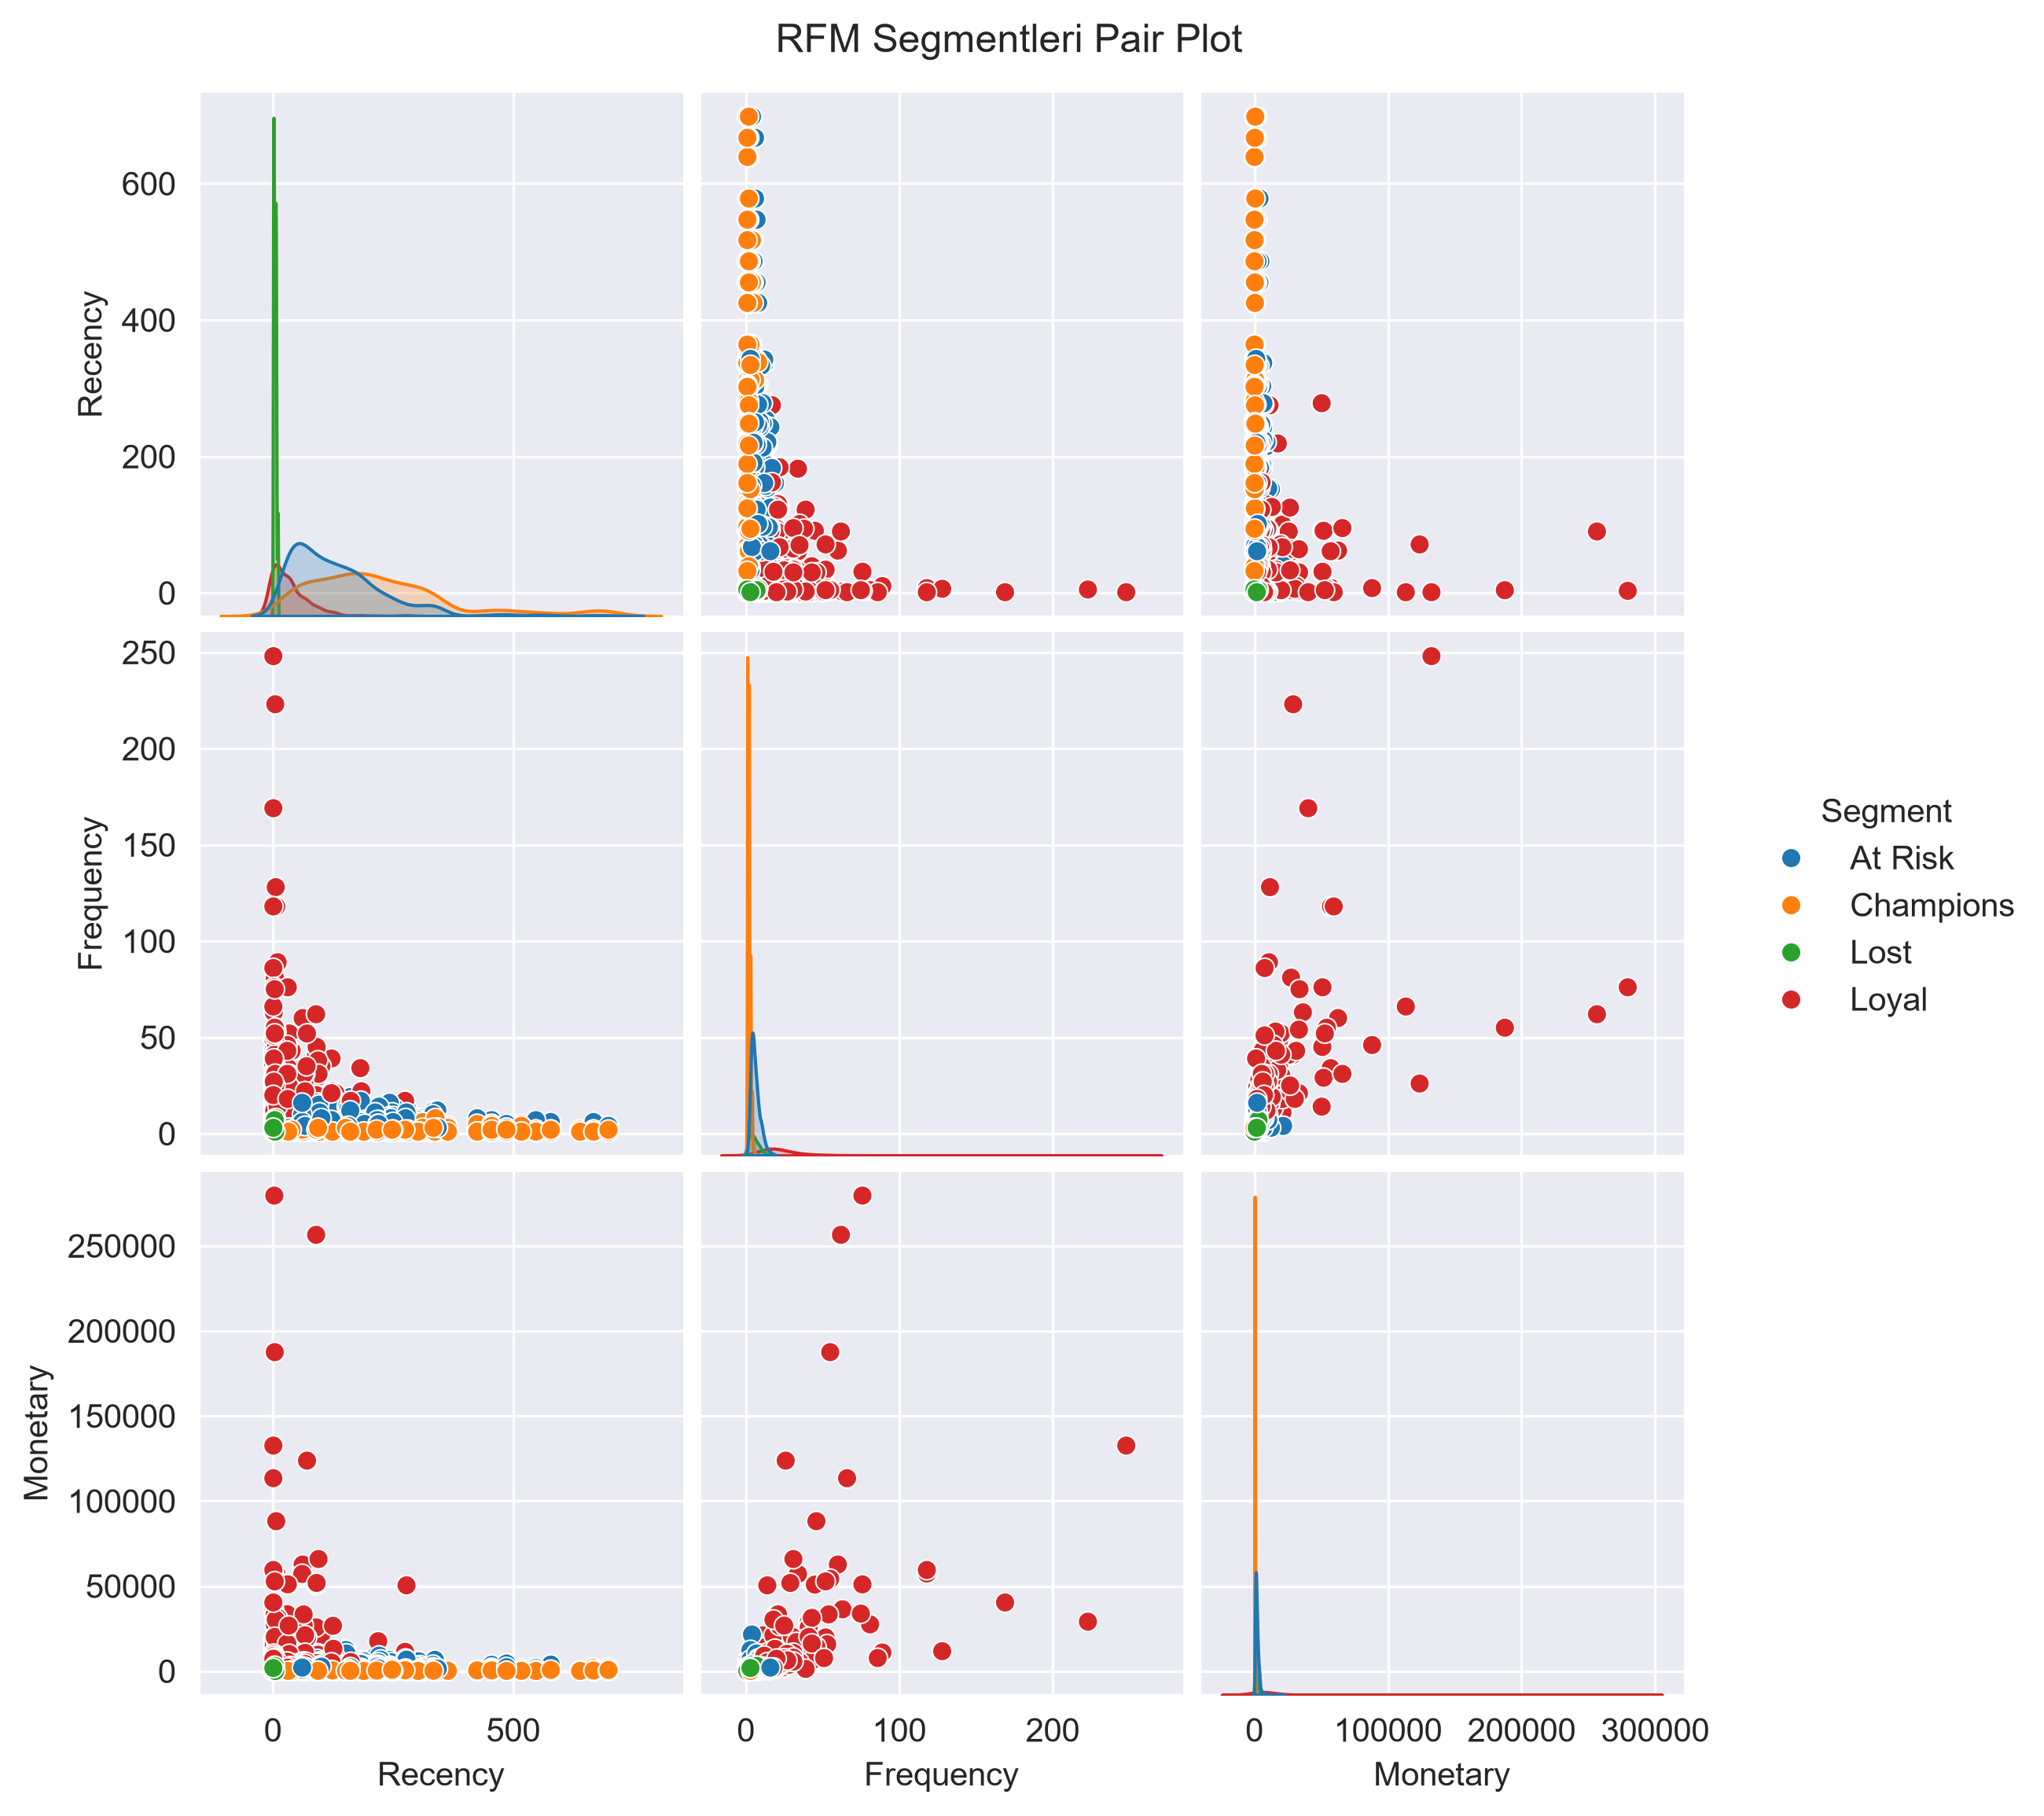 RFM Segmentleri Pair Plot
Recency
600
400
200
0
Frequency
250
200
150
100
50
0
Monetary
250000
200000
150000
100000
50000
0
0 500
Recency
0 100 200
Frequency
0 100000 200000 300000
Monetary
Segment
At Risk
Champions
Lost
Loyal